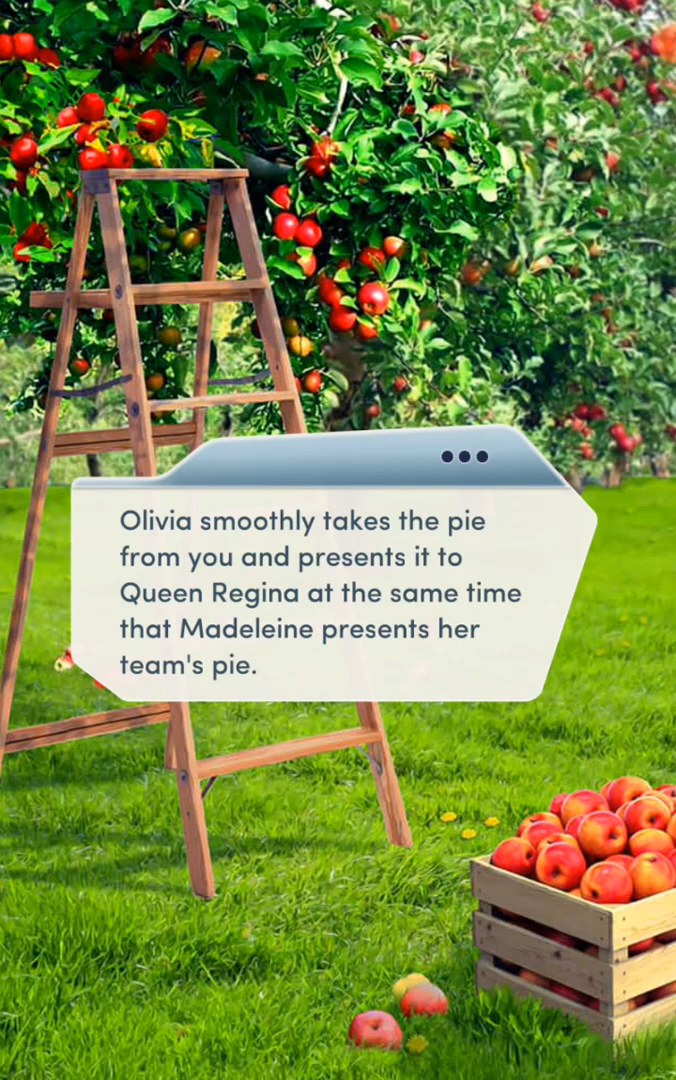 Olivia smoothly takes the pie
from you and presents it to
Queen Regina at the same time
that Madeleine presents her
team's pie.